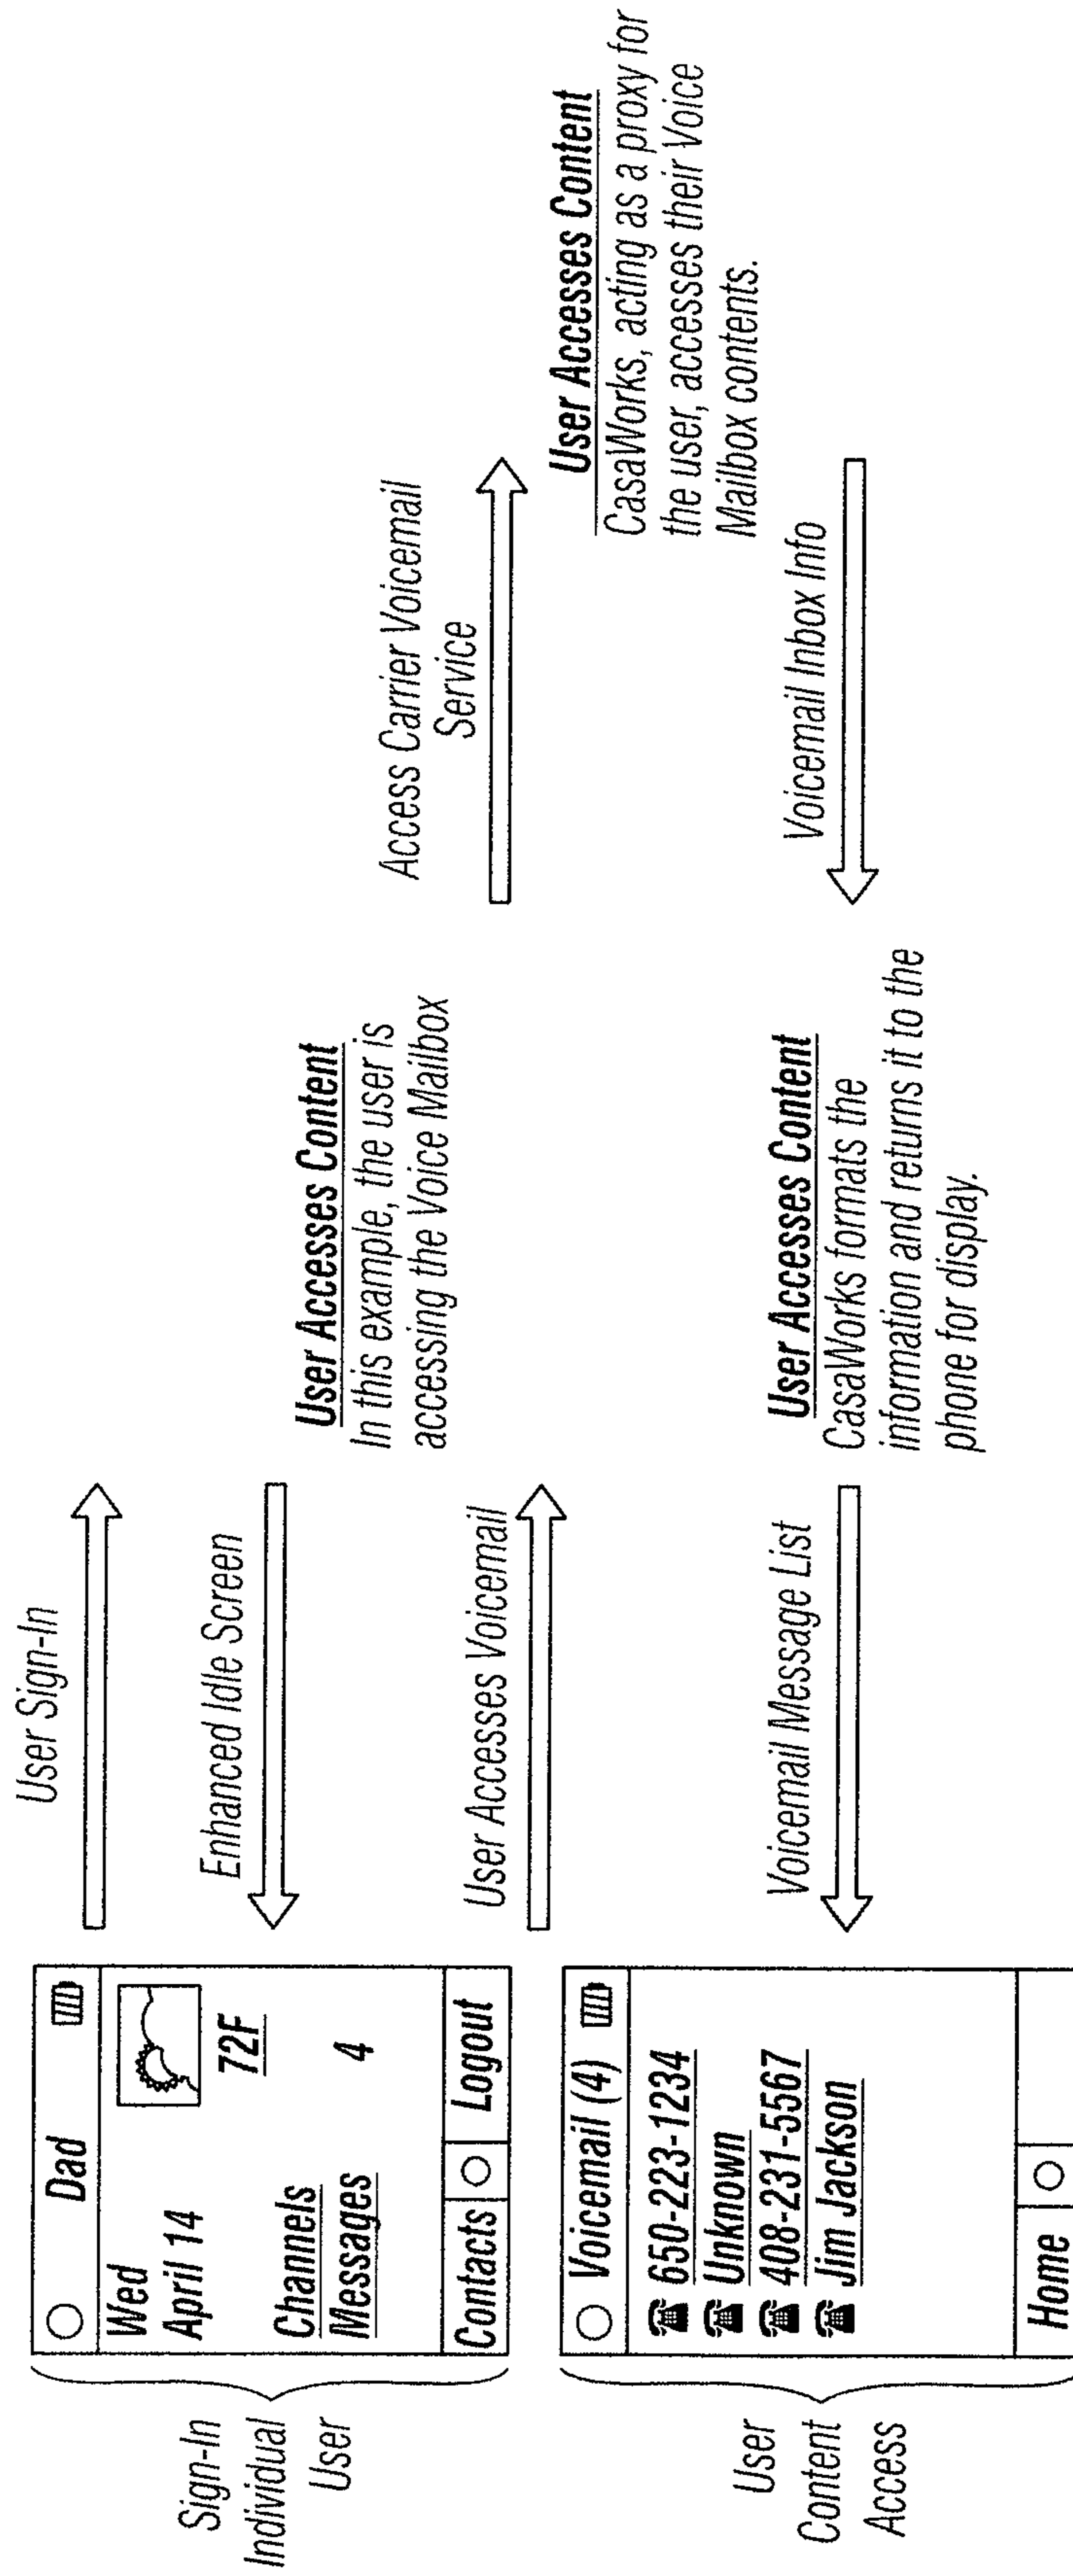 Sign-In
Individual
User
Dad
Wed
April 14
72F
Channels
Messages 4
Contacts Logout
User Sign-In
Enhanced Idle Screen
User Accesses Content
In this example, the user is
accessing the Voice Mailbox
Access Carrier Voicemail
Service
User Accesses Voicemail
User Accesses Content
CasaWorks, acting as a proxy for
the user, accesses their Voice
Mailbox contents.
User
Content
Access
Voicemail (4)
650-223-1234
Unknown
408-231-5567
Jim Jackson
Home
Voicemail Message List
User Accesses Content
CasaWorks formats the
information and returns it to the
phone for display.
Voicemail Inbox Info